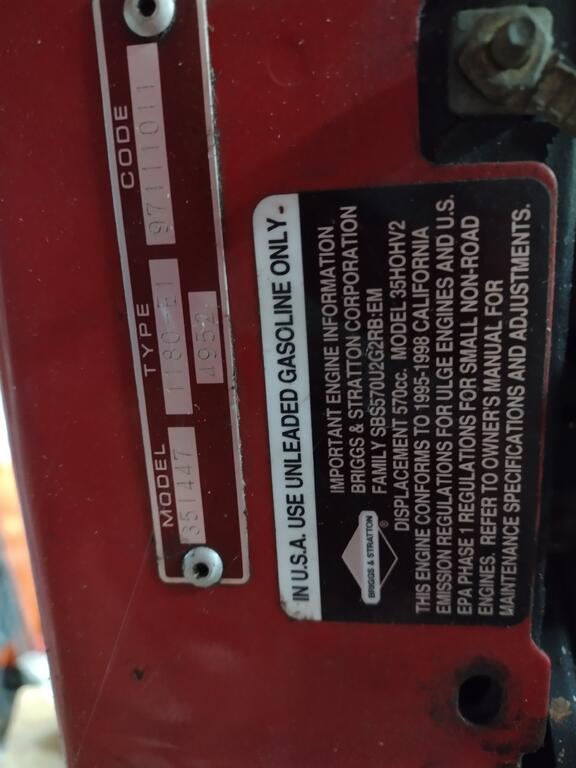 MODEL TYPE CODE
351447 1180 E1 97111011
4952
IN U.S.A. USE UNLEADED GASOLINE ONLY.
IMPORTANT ENGINE INFORMATION
BRIGGS & STRATTON CORPORATION
FAMILY SBS570U2G2RB:EM
DISPLACEMENT 570cc. MODEL 35HOHV2
THIS ENGINE CONFORMS TO 1995-1998 CALIFORNIA
EMISSION REGULATIONS FOR ULGE ENGINES AND U.S.
EPA PHASE 1 REGULATIONS FOR SMALL NON-ROAD
ENGINES. REFER TO OWNER'S MANUAL FOR
MAINTENANCE SPECIFICATIONS AND ADJUSTMENTS.
BRIGGS & STRATTON
®